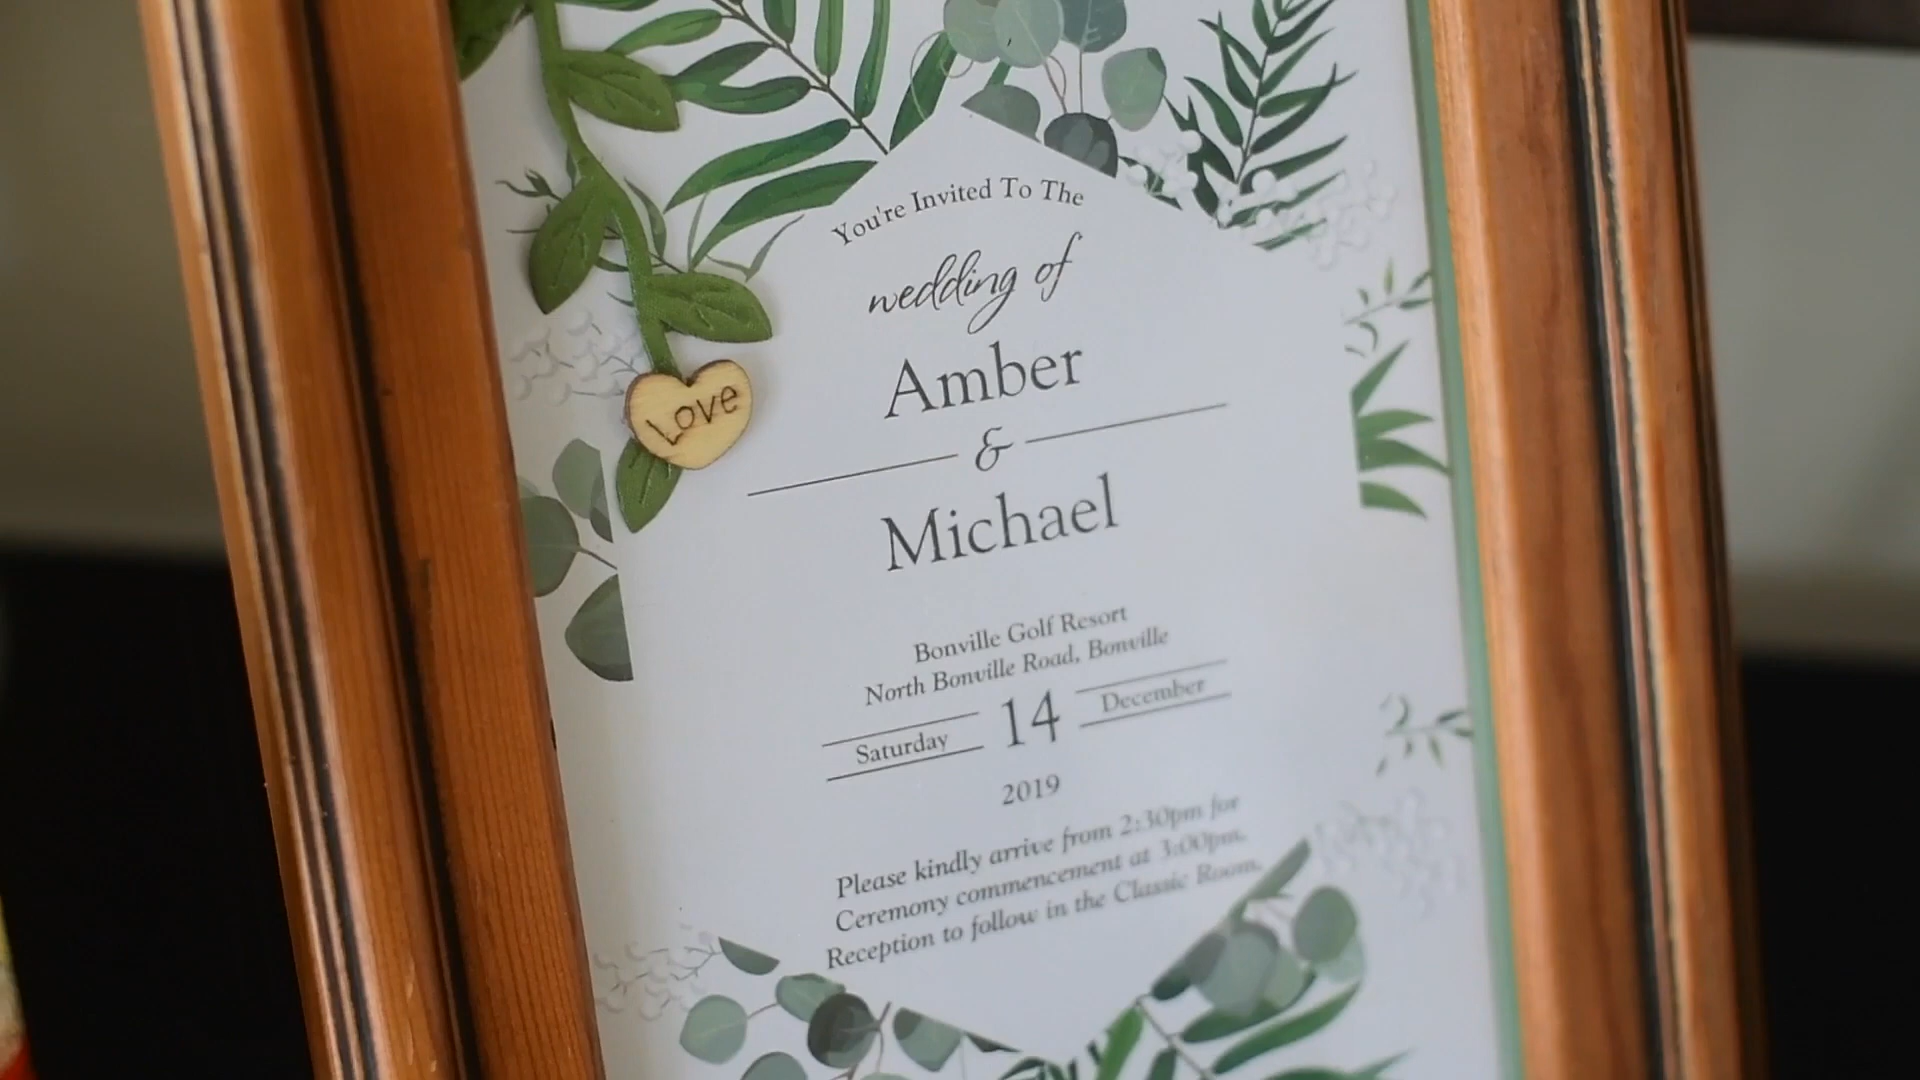 You're Invited To The
wedding of
Amber
&
Michael
Love
Bonville Golf Resort
North Bonville Road, Bonville
Saturday 14 December
2019
Please kindly arrive from 2:30pm for
Ceremony commencement at 3:00pm.
Reception to follow in the Classic Room.